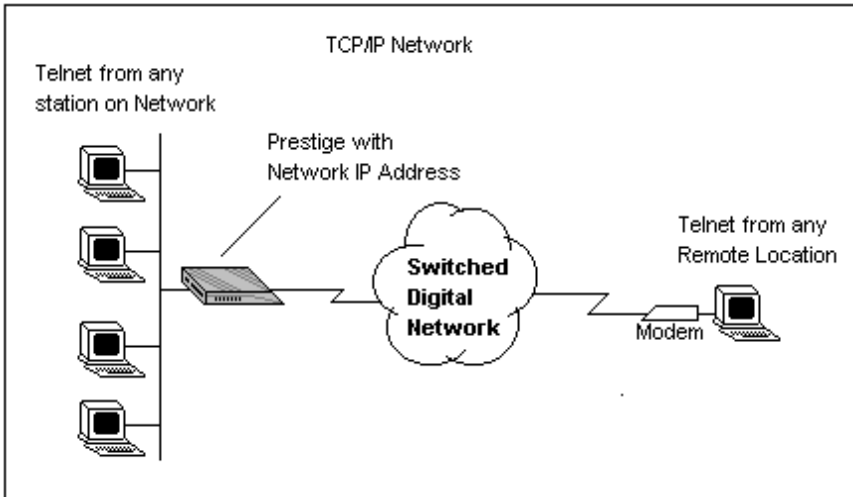 TCP/IP Network
Telnet from any
station on Network
Prestige with
Network IP Address
Switched
Digital
Network
Telnet from any
Remote Location
Modem